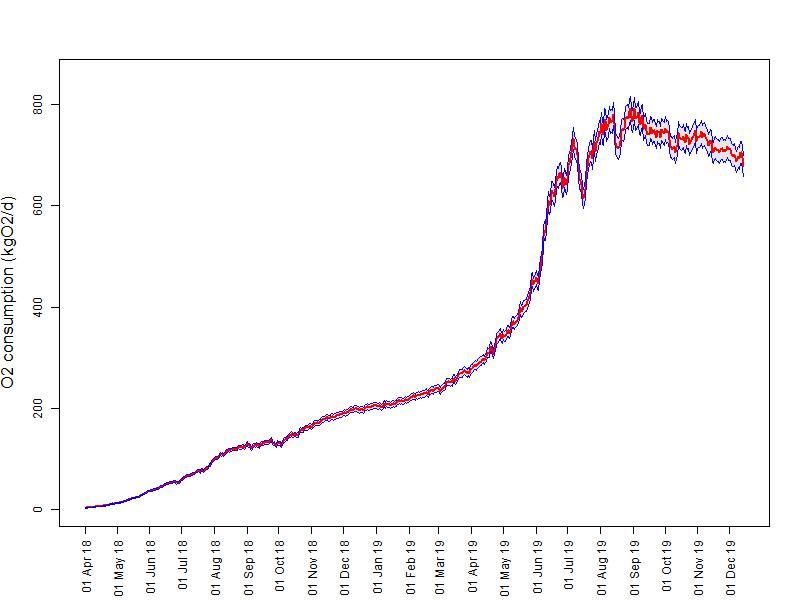 O2 consumption (kgO2/d)
800
600
400
200
0
01 Apr 18
01 May 18
01 Jun 18
01 Jul 18
01 Aug 18
01 Sep 18
01 Oct 18
01 Nov 18
01 Dec 18
01 Jan 19
01 Feb 19
01 Mar 19
01 Apr 19
01 May 19
01 Jun 19
01 Jul 19
01 Aug 19
01 Sep 19
01 Oct 19
01 Nov 19
01 Dec 19